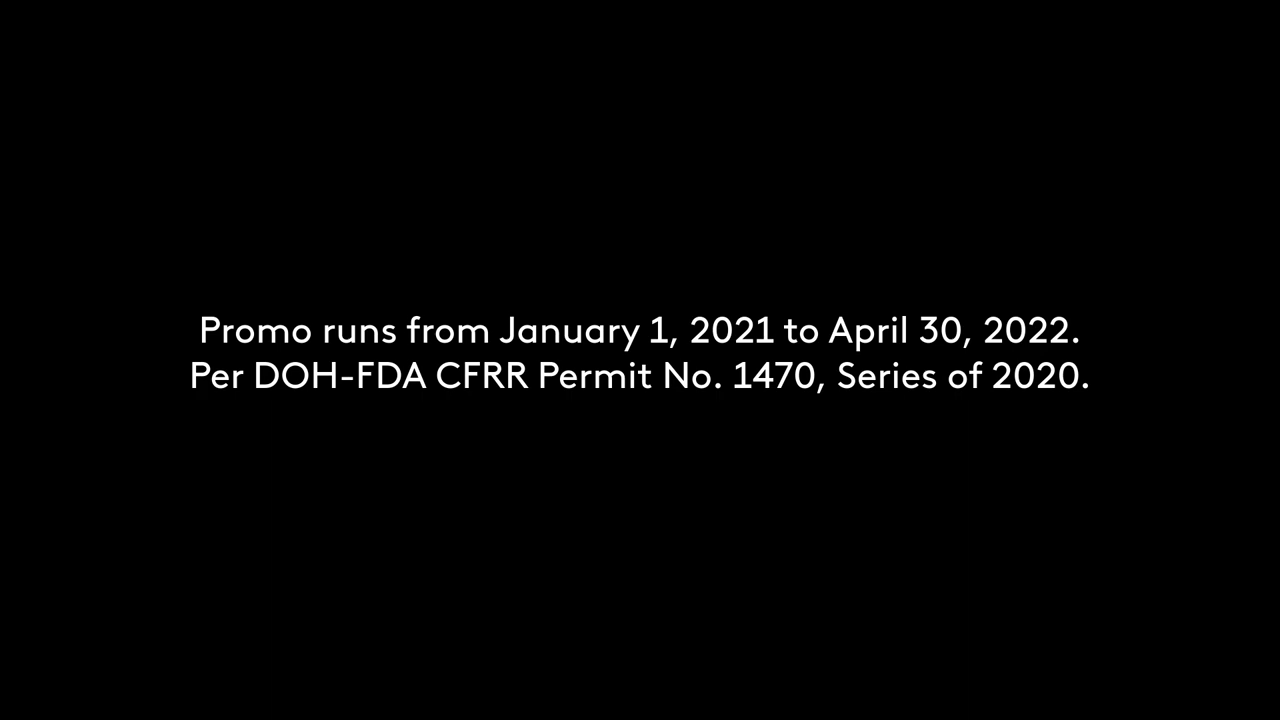 Promo runs from January 1, 2021 to April 30, 2022.
Per DOH-FDA CFRR Permit No. 1470, Series of 2020.